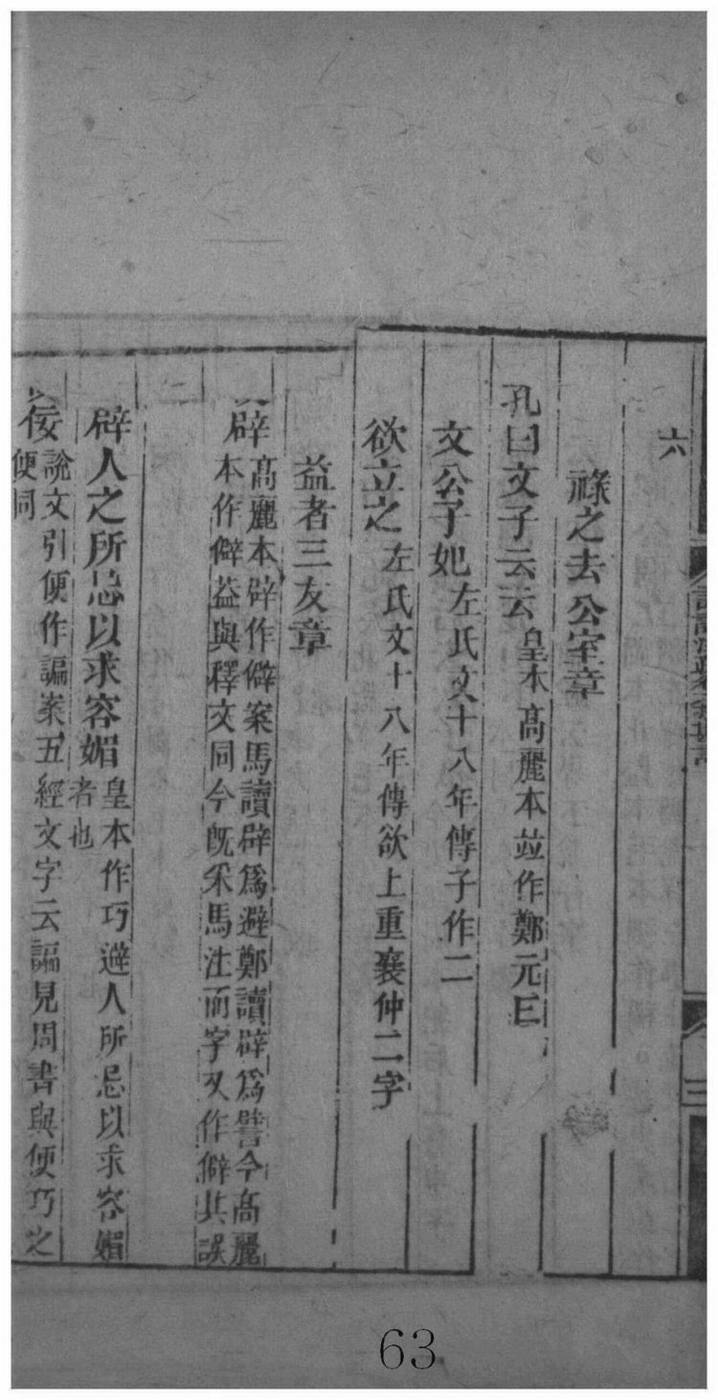 六
祿之去公室章
孔曰文子云云皇本高麗本竝作鄭元曰
文公子妃左氏文十八年傳子作二
欲立之左氏文十八年傳欲上重襄仲二字
益者三友章
辟高麗本辟作僻案馬讀辟爲避鄭讀辟爲譬今高麗
本作僻益與釋文同今既采馬注而字又作僻其誤
辟人之所忌以求容媚皇本作巧避人所忌以求容媚
者也
佞說文引便作諞案五經文字云諞見周書與便巧之
便同
三
63